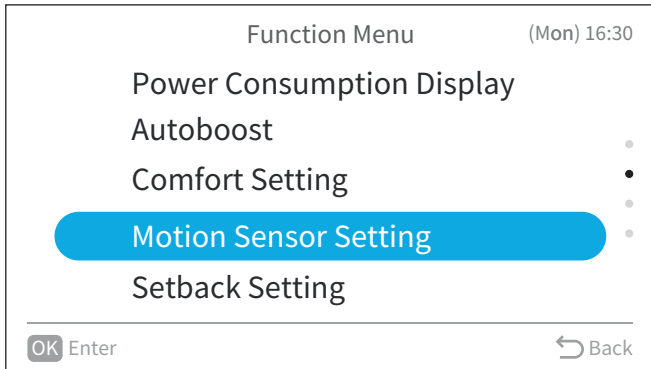 Function Menu (Mon) 16:30
Power Consumption Display
Autoboost
Comfort Setting
Motion Sensor Setting
Setback Setting
OK Enter Back